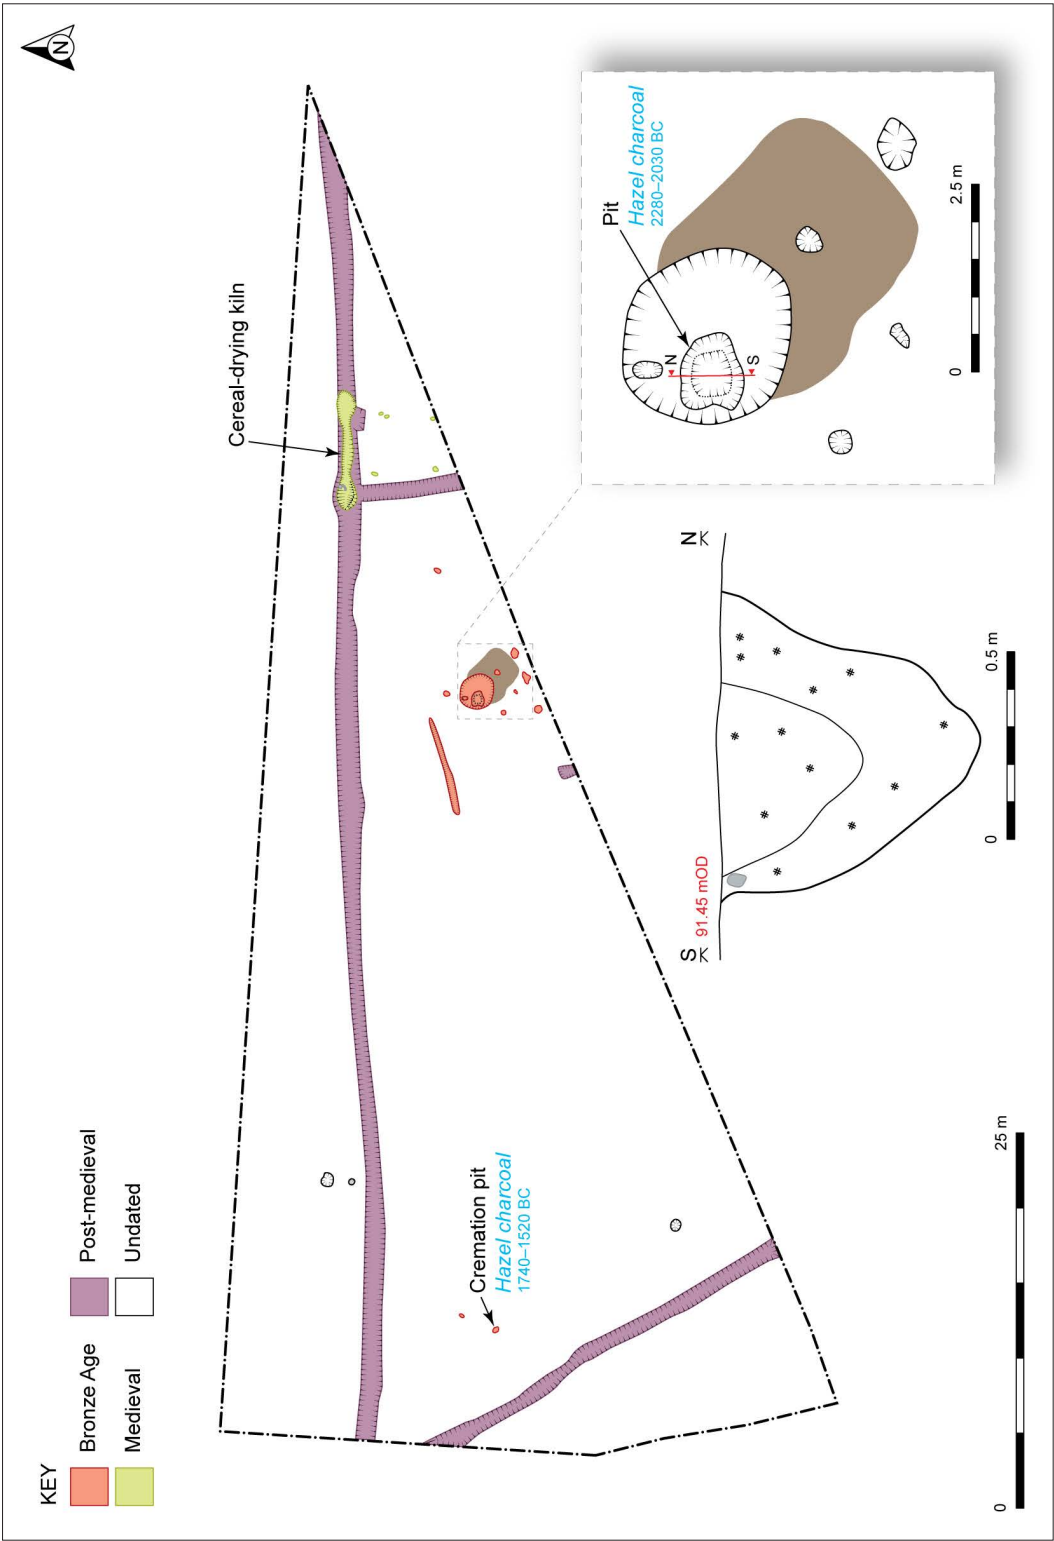 KEY
Bronze Age
Post-medieval
Medieval
Undated
N
Cereal-drying kiln
Cremation pit
Hazel charcoal
1740–1520 BC
Pit
Hazel charcoal
2280–2030 BC
N
S
0
2.5 m
S
91.45 mOD
N
0
0.5 m
0
25 m